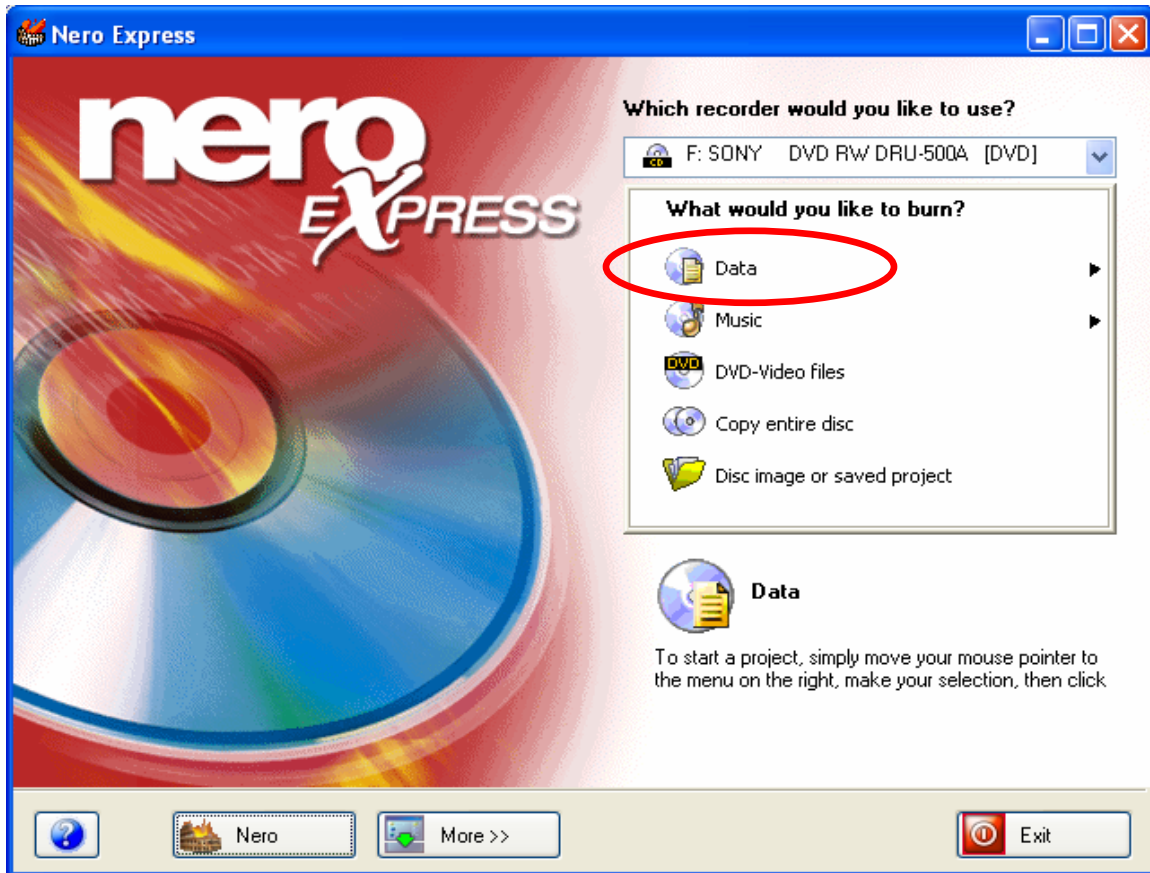 Nero Express
nero
EXPRESS
Which recorder would you like to use?
F: SONY DVD RW DRU-500A [DVD]
What would you like to burn?
Data
Music
DVD-Video files
Copy entire disc
Disc image or saved project
Data
To start a project, simply move your mouse pointer to
the menu on the right, make your selection, then click
Nero
More >>
Exit